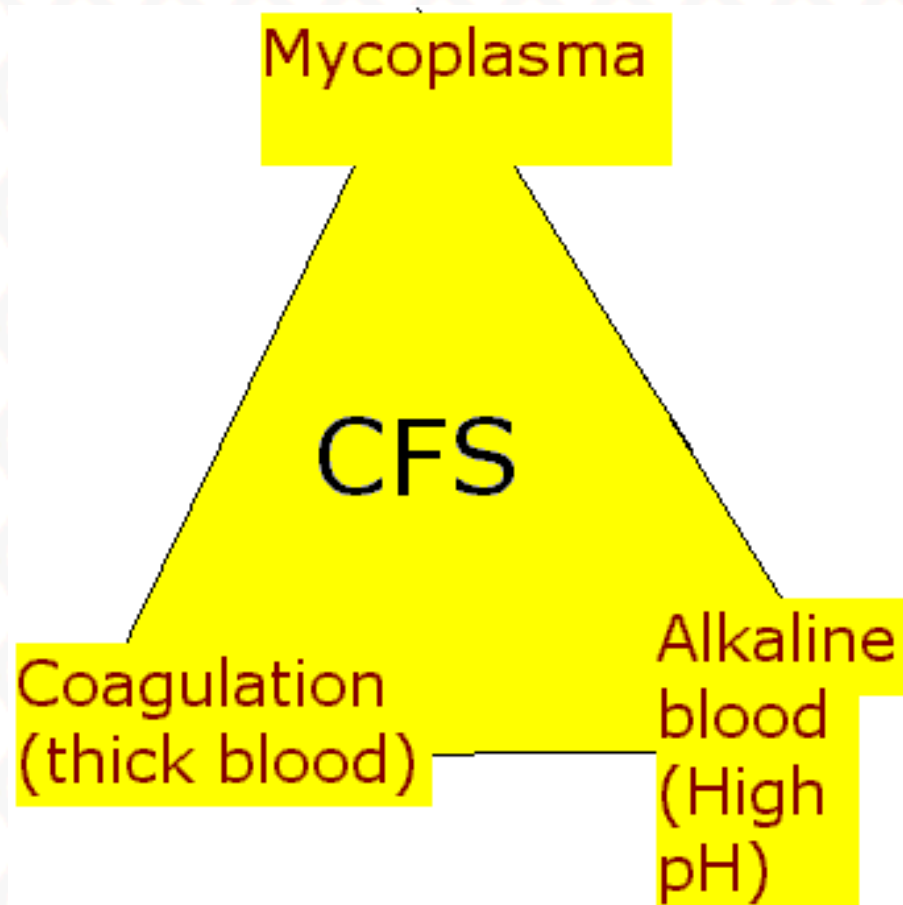 Mycoplasma
CFS
Coagulation
(thick blood)
Alkaline
blood
(High
pH)